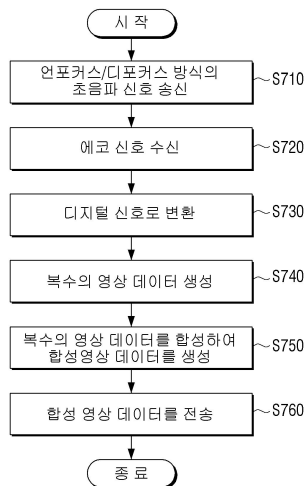 시 작
언포커스/디포커스 방식의
초음파 신호 송신
S710
에코 신호 수신
S720
디지털 신호로 변환
S730
복수의 영상 데이터 생성
S740
복수의 영상 데이터를 합성하여
합성영상 데이터를 생성
S750
합성 영상 데이터를 전송
S760
종 료